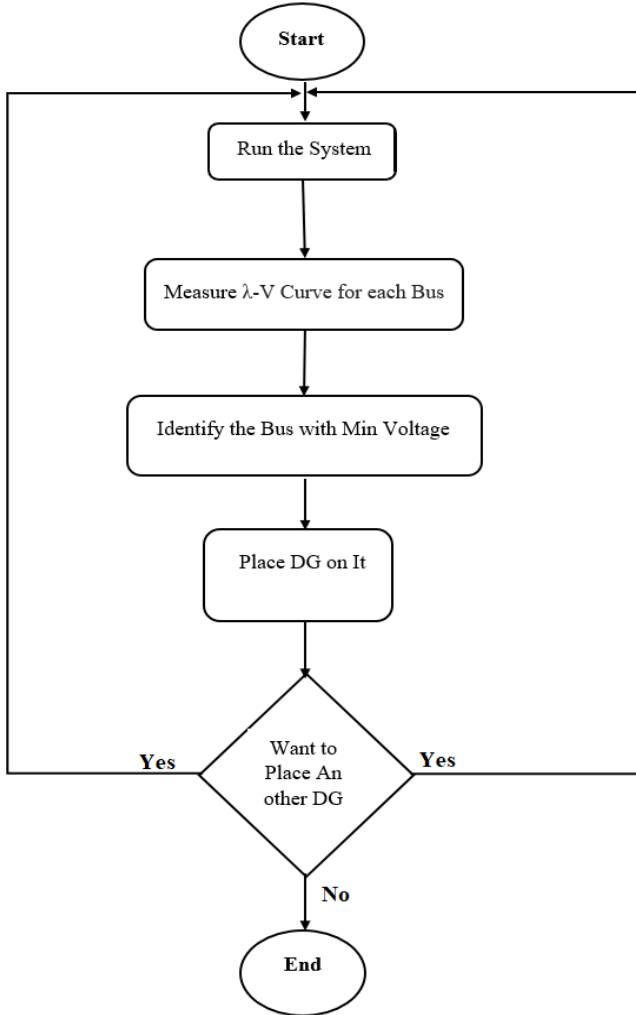 Start
Run the System
Measure λ-V Curve for each Bus
Identify the Bus with Min Voltage
Place DG on It
Want to
Place An
other DG
Yes
Yes
No
End